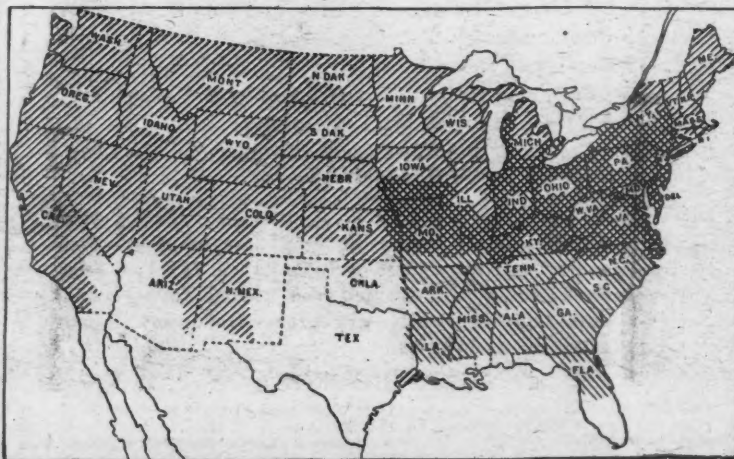 WASH
MONT
N DAK
MINN
ME.
OREG.
IDAHO
WYO.
S DAK.
WIS.
MICH
N.Y.
VT
N.H.
MASS
R I
NEV.
UTAH
COLO.
NEBR
IOWA.
ILL
IND
OHIO
PA.
MD
DEL
CAL
KANS
MO.
KY.
W.VA
VA
ARIZ.
N. MEX.
OKLA.
ARK.
TENN.
N.C.
S.C.
TEX
LA.
MISS.
ALA
GA.
FLA